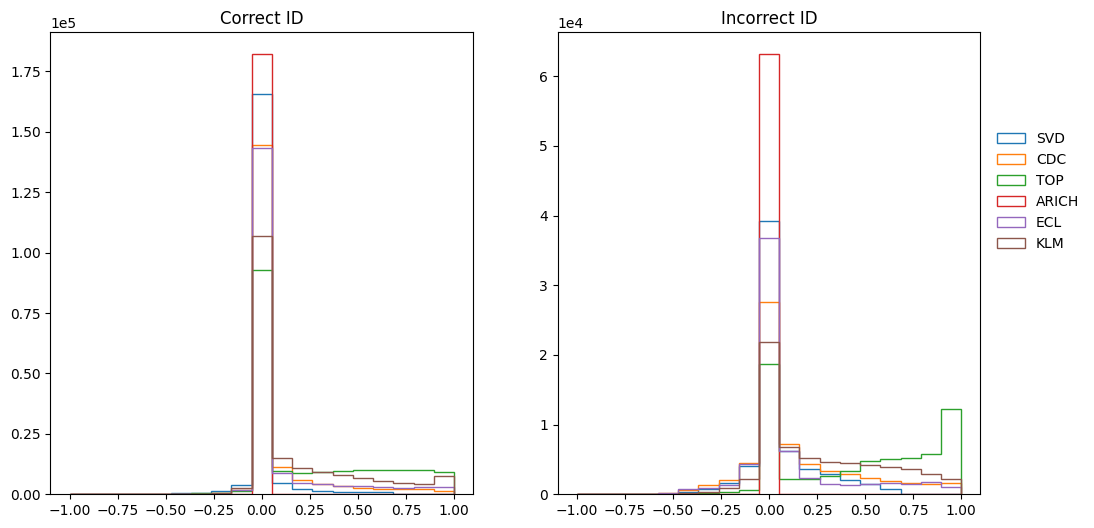 Correct ID
1e5
1.75
1.50
1.25
1.00
0.75
0.50
0.25
0.00
−1.00 −0.75 −0.50 −0.25 0.00 0.25 0.50 0.75 1.00
Incorrect ID
1e4
6
5
4
3
2
1
0
−1.00 −0.75 −0.50 −0.25 0.00 0.25 0.50 0.75 1.00
SVD
CDC
TOP
ARICH
ECL
KLM